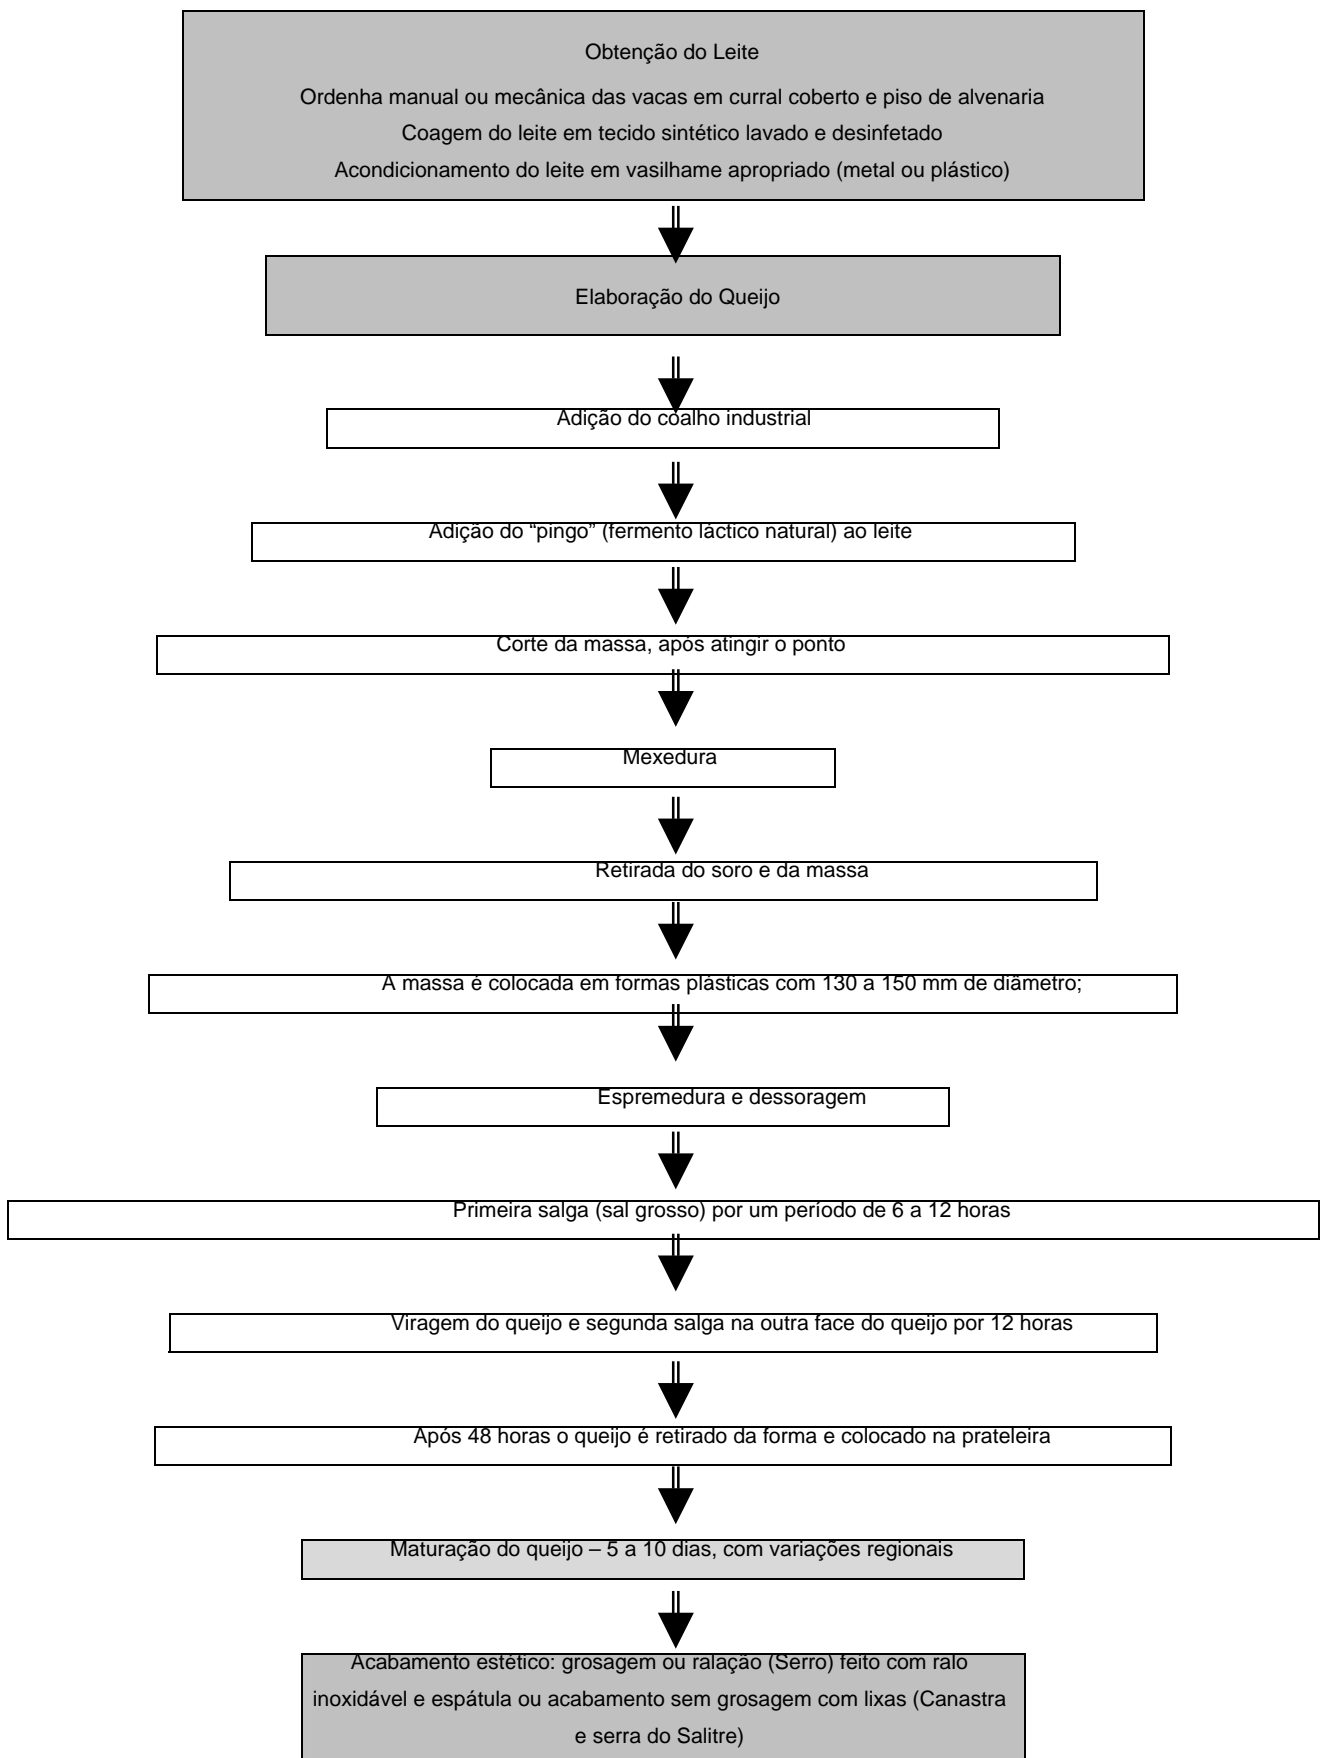 Obtenção do Leite
Ordenha manual ou mecânica das vacas em curral coberto e piso de alvenaria
Coagem do leite em tecido sintético lavado e desinfetado
Acondicionamento do leite em vasilhame apropriado (metal ou plástico)
Elaboração do Queijo
Adição do coalho industrial
Adição do “pingo” (fermento láctico natural) ao leite
Corte da massa, após atingir o ponto
Mexedura
Retirada do soro e da massa
A massa é colocada em formas plásticas com 130 a 150 mm de diâmetro;
Espremedura e dessoragem
Primeira salga (sal grosso) por um período de 6 a 12 horas
Viragem do queijo e segunda salga na outra face do queijo por 12 horas
Após 48 horas o queijo é retirado da forma e colocado na prateleira
Maturação do queijo – 5 a 10 dias, com variações regionais
Acabamento estético: grosagem ou ralação (Serro) feito com ralo
inoxidável e espátula ou acabamento sem grosagem com lixas (Canastra
e serra do Salitre)